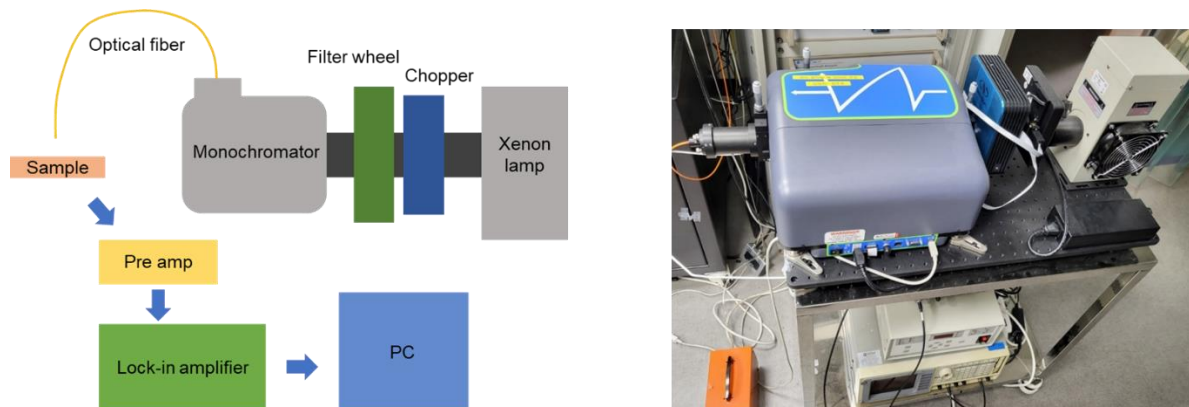 Optical fiber
Filter wheel
Chopper
Monochromator
Xenon
lamp
Sample
Pre amp
Lock-in amplifier
PC